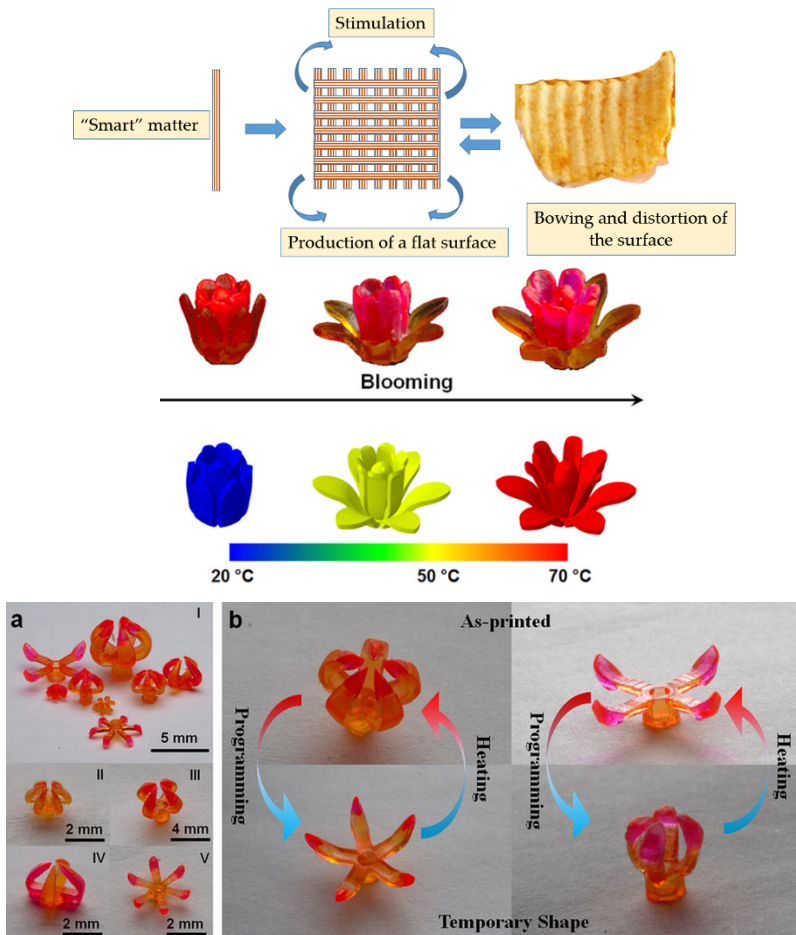 Stimulation
“Smart” matter
Production of a flat surface
Bowing and distortion of
the surface
Blooming
20 °C
50 °C
70 °C
a
I
5 mm
II
III
2 mm
4 mm
IV
V
2 mm
2 mm
b
As-printed
Programming
Heating
Programming
Heating
Temporary Shape